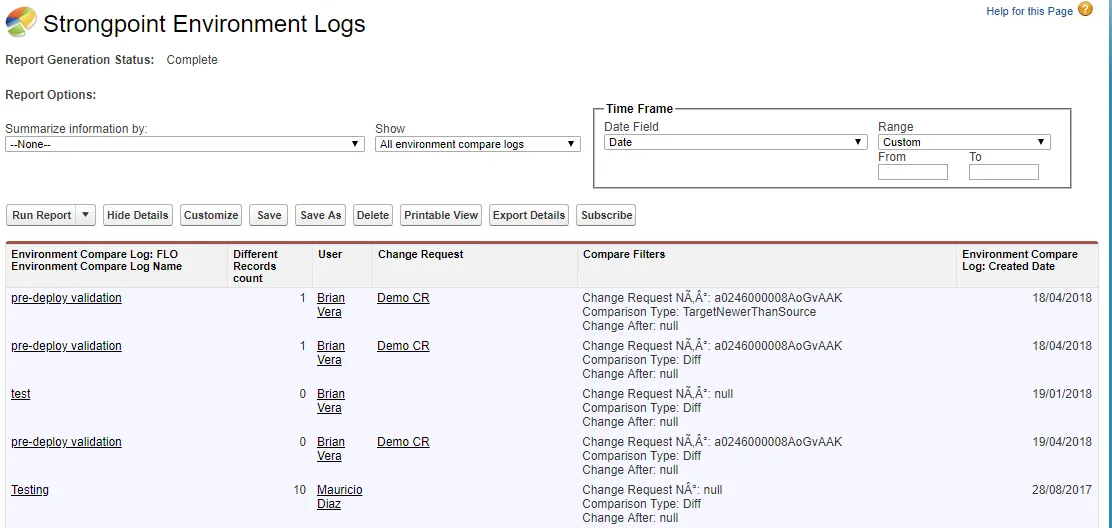 Strongpoint Environment Logs
Help for this Page ?
Report Generation Status: Complete
Report Options:
Summarize information by:
--None--
Show
All environment compare logs
Time Frame
Date Field
Date
Range
Custom
From To
Run Report Hide Details Customize Save Save As Delete Printable View Export Details Subscribe
Environment Compare Log: FLO
Environment Compare Log Name
Different
Records
count
User
Change Request
Compare Filters
Environment Compare
Log: Created Date
pre-deploy validation
1
Brian
Vera
Demo CR
Change Request NÃ‚Â°: a0246000008AoGvAAK
Comparison Type: TargetNewerThanSource
Change After: null
18/04/2018
pre-deploy validation
1
Brian
Vera
Demo CR
Change Request NÃ‚Â°: a0246000008AoGvAAK
Comparison Type: Diff
Change After: null
18/04/2018
test
0
Brian
Vera
Change Request NÃ‚Â°: null
Comparison Type: Diff
Change After: null
19/01/2018
pre-deploy validation
0
Brian
Vera
Demo CR
Change Request NÃ‚Â°: a0246000008AoGvAAK
Comparison Type: Diff
Change After: null
19/04/2018
Testing
10
Mauricio
Diaz
Change Request NÂ°: null
Comparison Type: Diff
Change After: null
28/08/2017